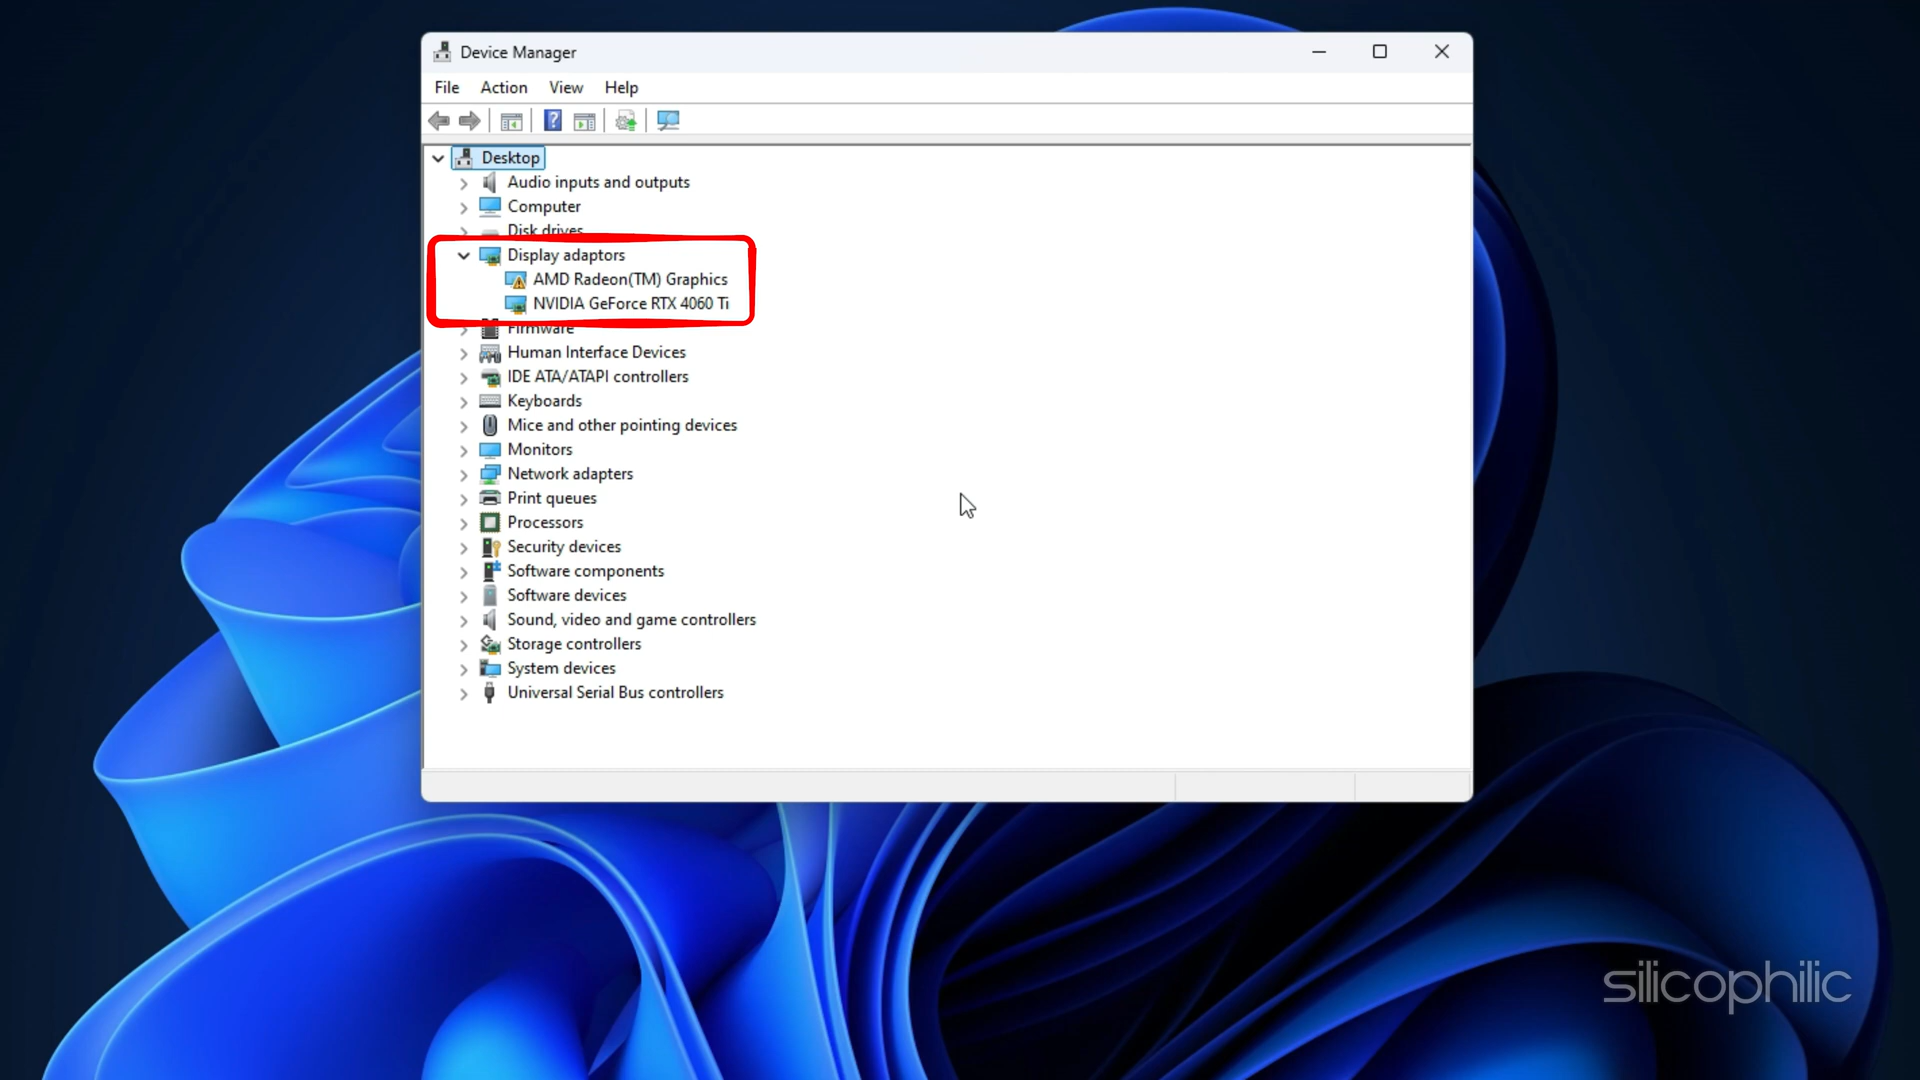 Device Manager
File Action View Help
Desktop
Audio inputs and outputs
Computer
Disk drives
Display adaptors
AMD Radeon(TM) Graphics
NVIDIA GeForce RTX 4060 Ti
Firmware
Human Interface Devices
IDE ATA/ATAPI controllers
Keyboards
Mice and other pointing devices
Monitors
Network adapters
Print queues
Processors
Security devices
Software components
Software devices
Sound, video and game controllers
Storage controllers
System devices
Universal Serial Bus controllers
silicophilic